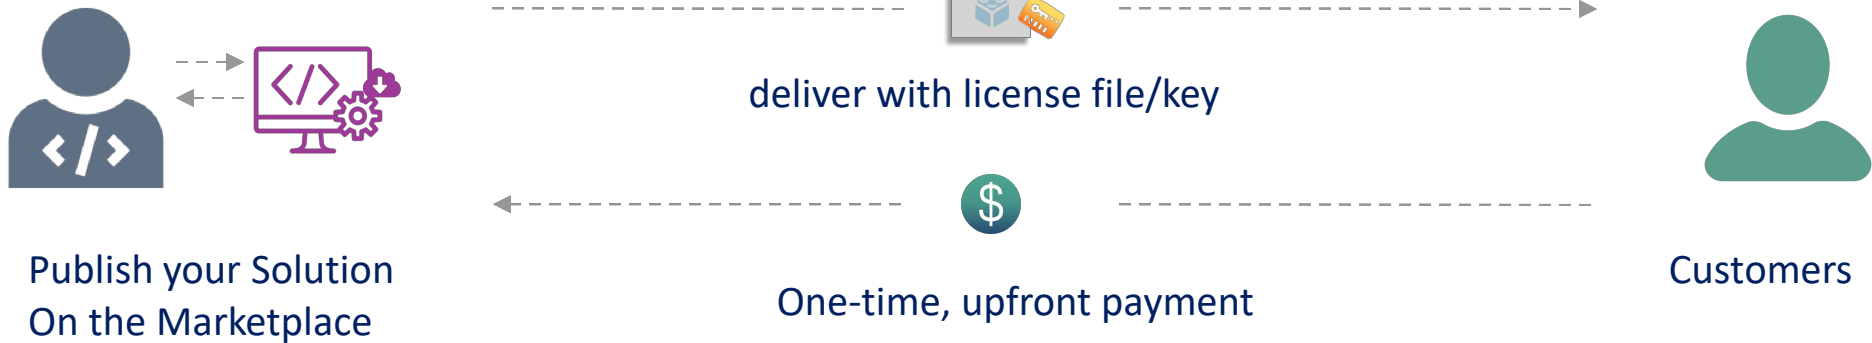 deliver with license file/key
$
Publish your Solution
On the Marketplace
One-time, upfront payment
Customers